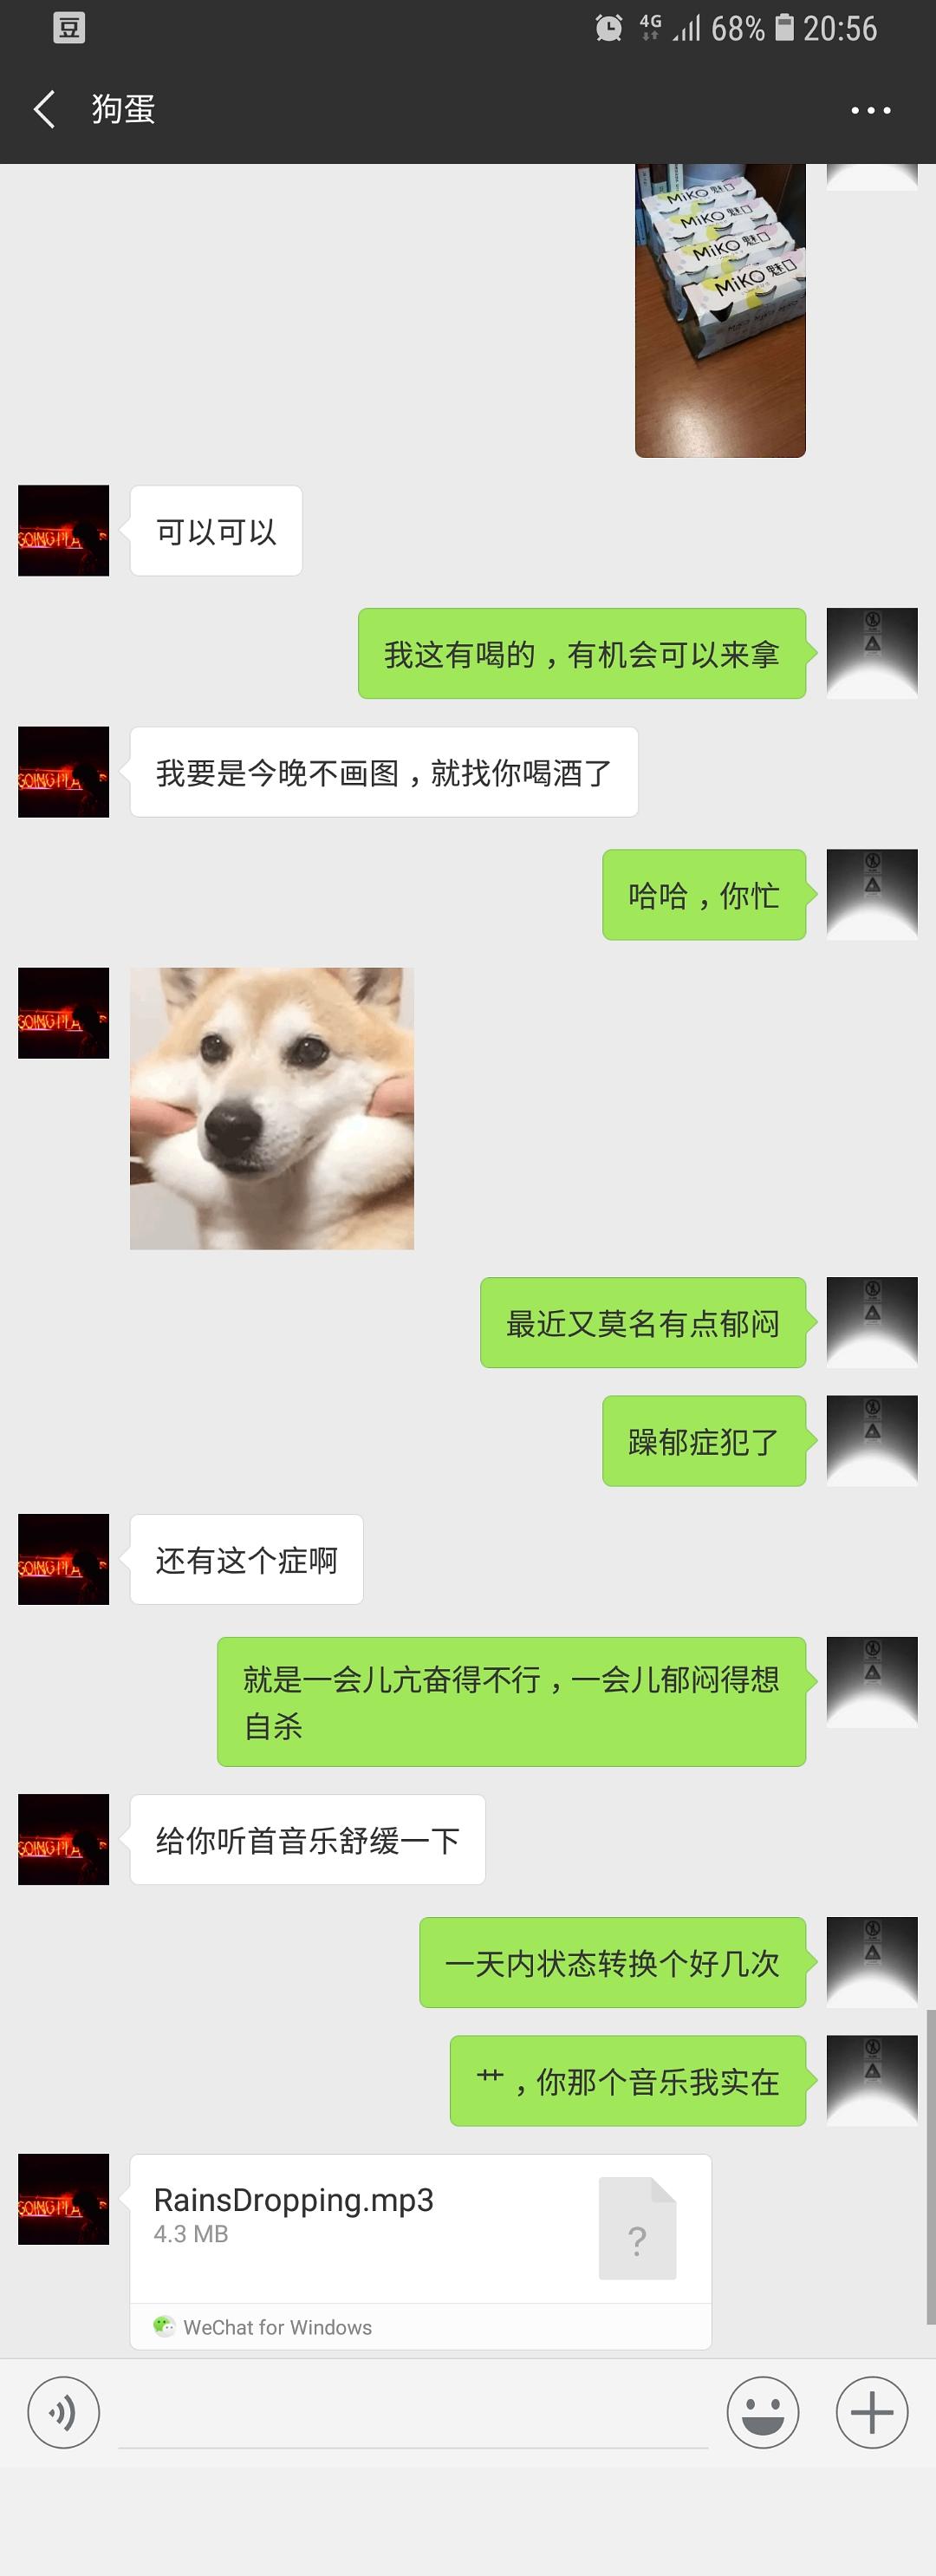 豆
4G
68%
20:56
狗蛋
MiKO 魅口
MiKO 魅口
MiKO 魅口
MiKO 魅口
可以可以
我这有喝的，有机会可以来拿
我要是今晚不画图，就找你喝酒了
哈哈，你忙
最近又莫名有点郁闷
躁郁症犯了
还有这个症啊
就是一会儿亢奋得不行，一会儿郁闷得想
自杀
给你听首音乐舒缓一下
一天内状态转换个好几次
艹，你那个音乐我实在
RainsDropping.mp3
4.3 MB
?
WeChat for Windows